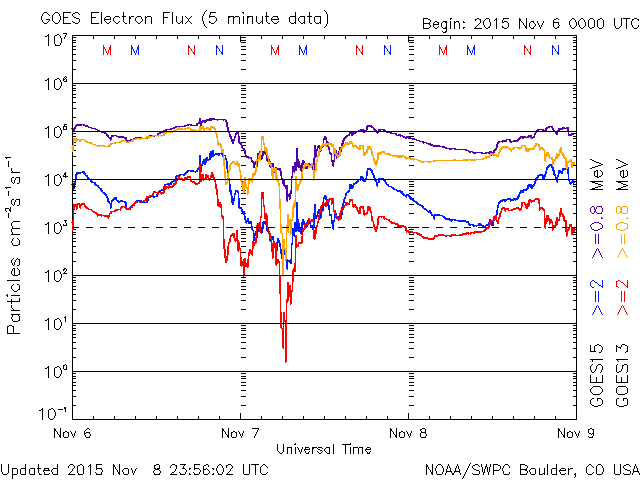 GOES Electron Flux (5 minute data)
Begin: 2015 Nov 6 0000 UTC
10⁷
M M N N M M N N M M N N
10⁶
10⁵
10⁴
10³
10²
10¹
10⁰
10⁻¹
Particles cm⁻²s⁻¹sr⁻¹
GOES15 >=2 >=0.8 MeV
GOES13 >=2 >=0.8 MeV
Nov 6 Nov 7 Nov 8 Nov 9
Universal Time
Updated 2015 Nov 8 23:56:02 UTC
NOAA/SWPC Boulder, CO USA